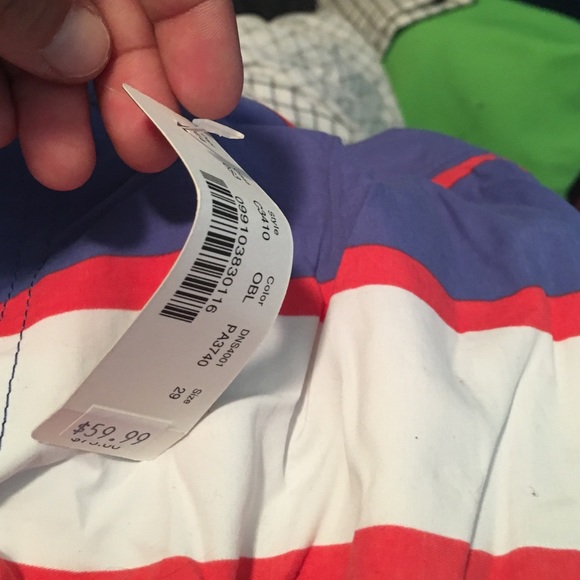 Style Color DNS4001 Size
C3410 OBL PA3740 29
099103830116
$59.99